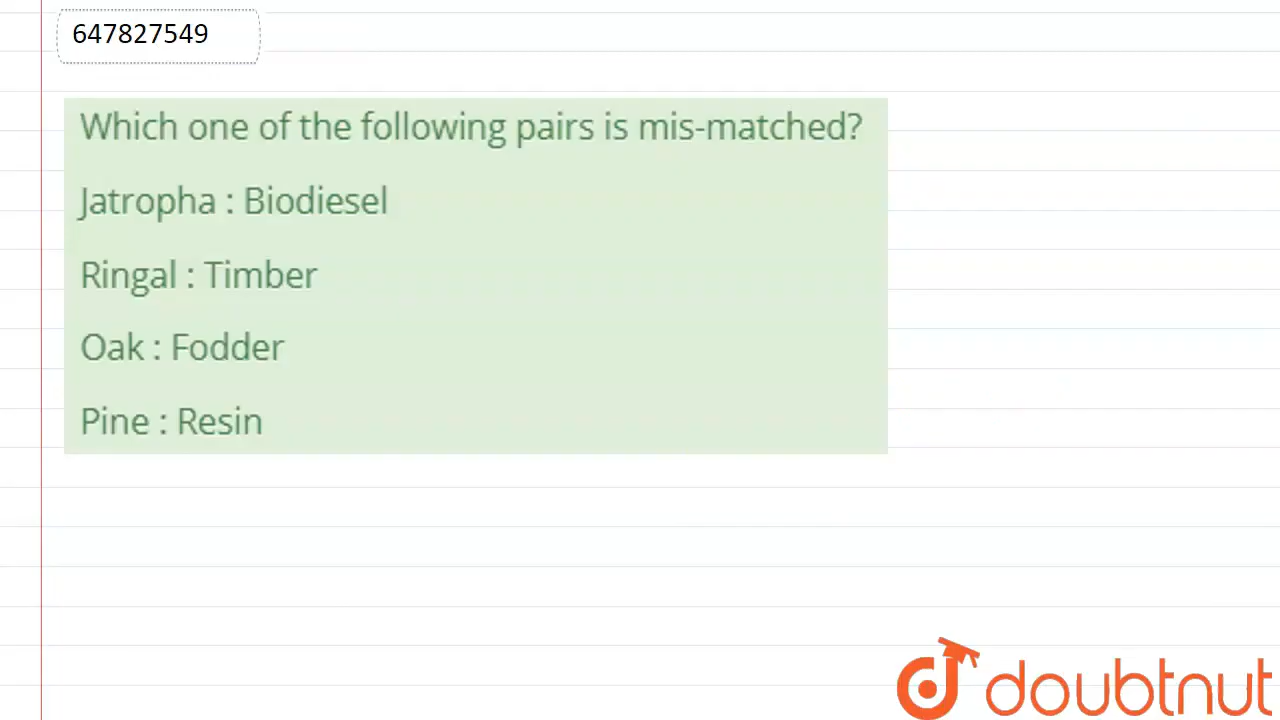 647827549
Which one of the following pairs is mis-matched?
Jatropha : Biodiesel
Ringal : Timber
Oak : Fodder
Pine : Resin
doubtnut